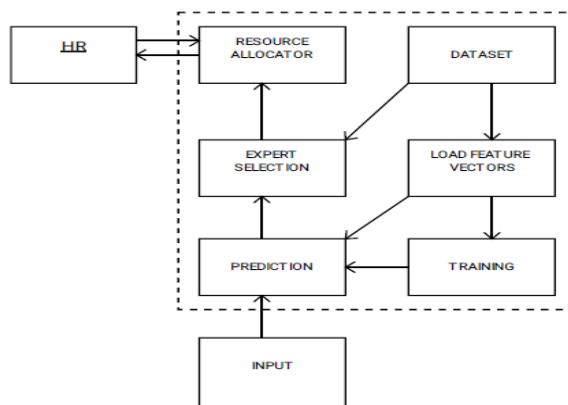 HR
RESOURCE
ALLOCATOR
DATASET
EXPERT
SELECTION
LOAD FEATURE
VECTORS
PREDICTION
TRAINING
INPUT